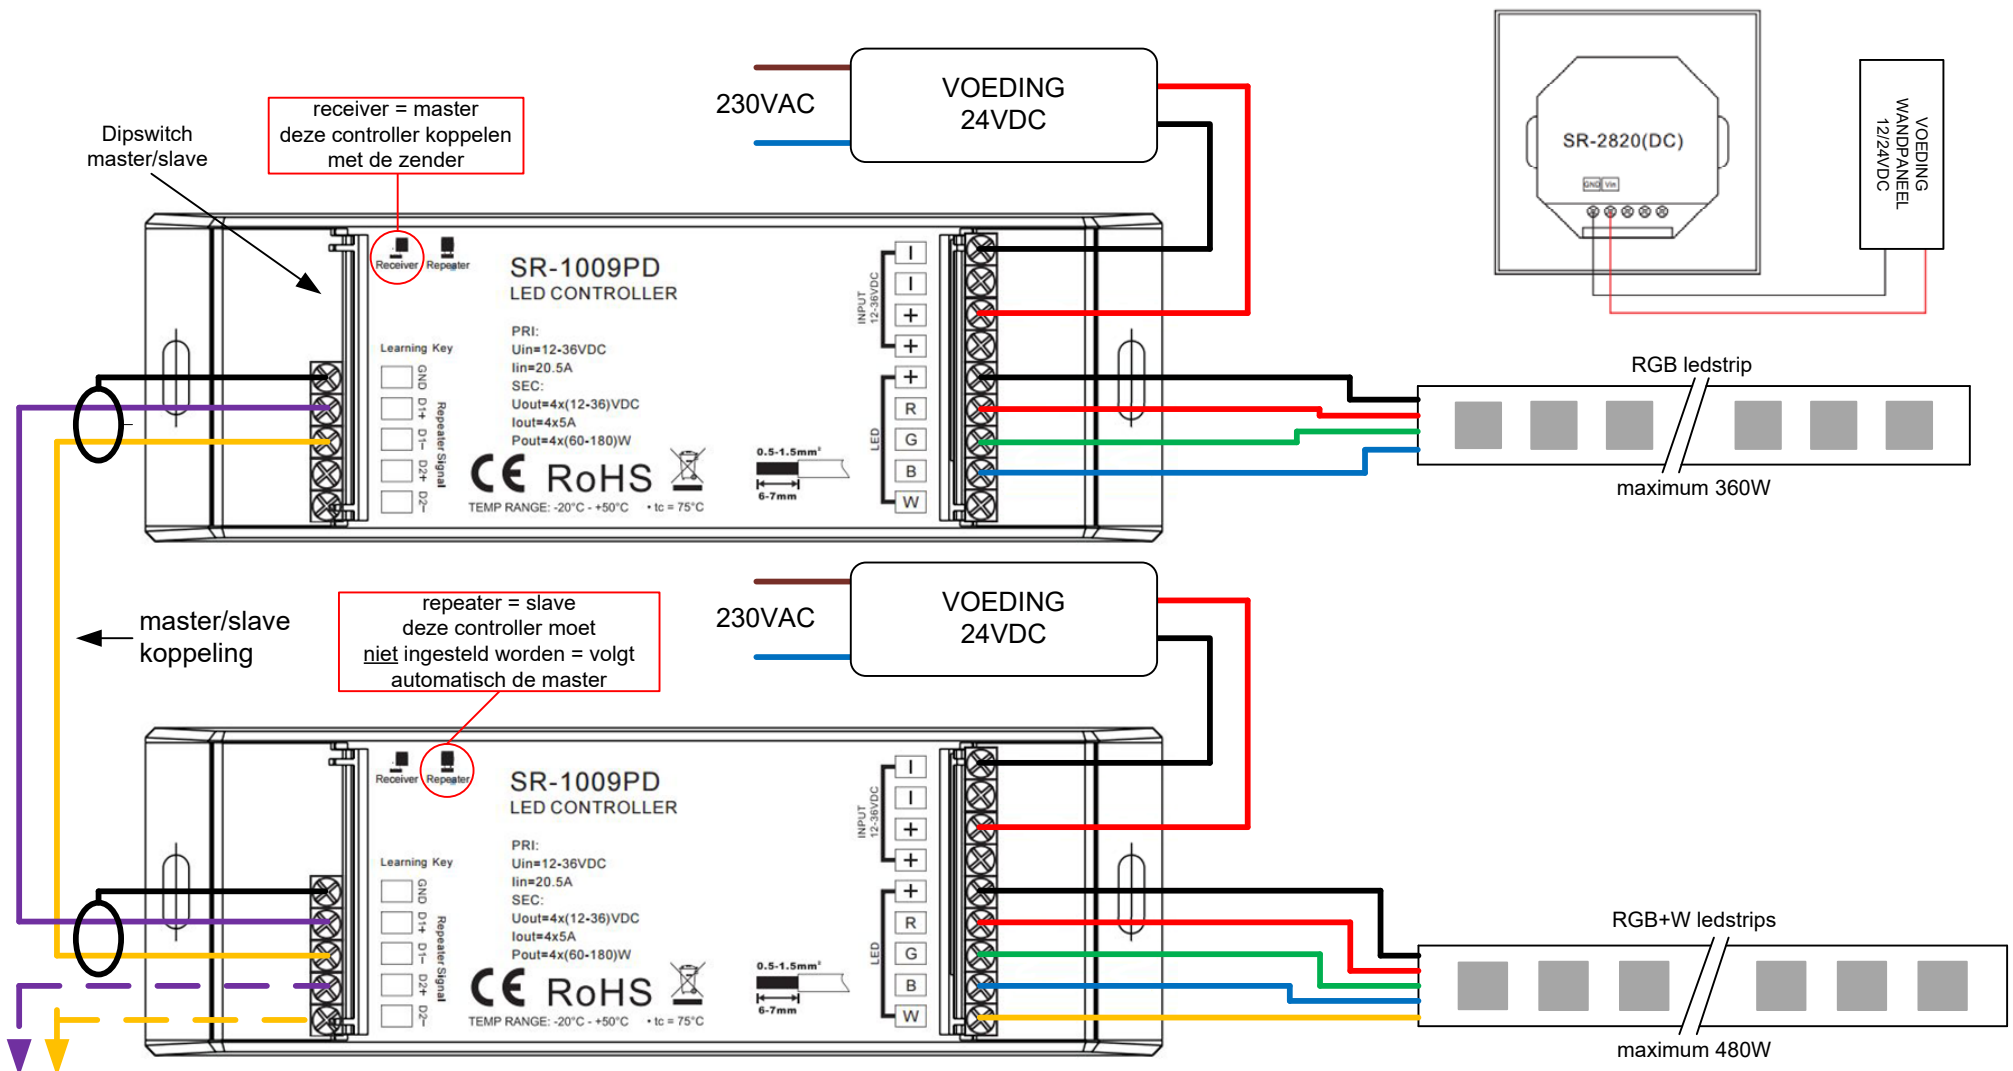 Dipswitch
master/slave
receiver = master
deze controller koppelen
met de zender
230VAC
VOEDING
24VDC
SR-2820(DC)
GND Vin
VOEDING
WANDPANEEL
12/24VDC
Receiver Repeater
SR-1009PD
LED CONTROLLER
PRI:
Uin=12-36VDC
Iin=20.5A
SEC:
Uout=4x(12-36)VDC
Iout=4x5A
Pout=4x(60-180)W
CE RoHS
TEMP RANGE: -20°C - +50°C • tc = 75°C
Learning Key
GND
D1+
D1–
D2+
D2–
Repeater Signal
0.5-1.5mm²
6-7mm
INPUT
12-36VDC
+
+
LED
+
R
G
B
W
RGB ledstrip
maximum 360W
master/slave
koppeling
repeater = slave
deze controller moet
niet ingesteld worden = volgt
automatisch de master
230VAC
VOEDING
24VDC
Receiver Repeater
SR-1009PD
LED CONTROLLER
PRI:
Uin=12-36VDC
Iin=20.5A
SEC:
Uout=4x(12-36)VDC
Iout=4x5A
Pout=4x(60-180)W
CE RoHS
TEMP RANGE: -20°C - +50°C • tc = 75°C
Learning Key
GND
D1+
D1–
D2+
D2–
Repeater Signal
0.5-1.5mm²
6-7mm
INPUT
12-36VDC
+
+
LED
+
R
G
B
W
RGB+W ledstrips
maximum 480W